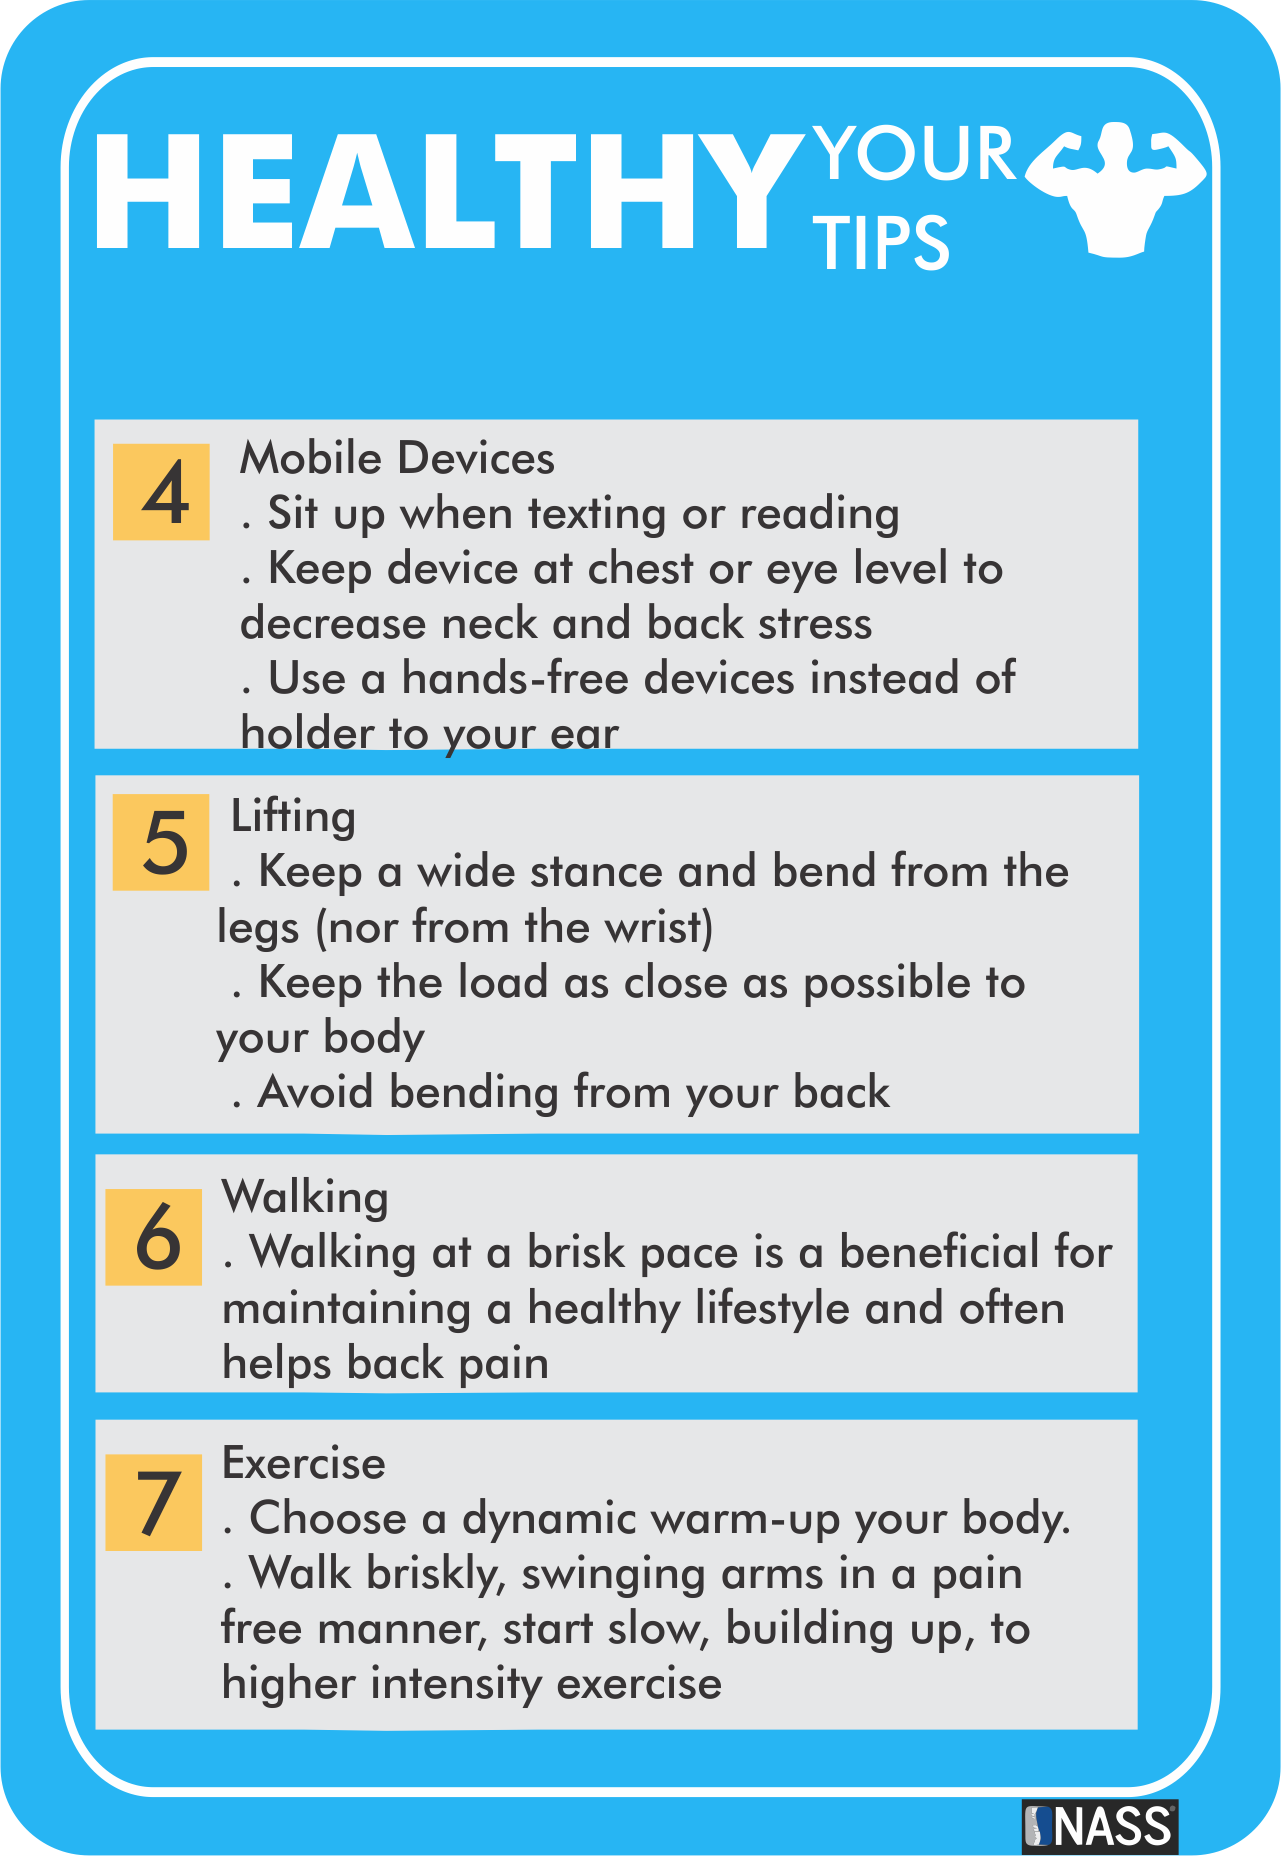 HEALTHY YOUR
TIPS
4
Mobile Devices
. Sit up when texting or reading
. Keep device at chest or eye level to
decrease neck and back stress
. Use a hands-free devices instead of
holder to your ear
5
Lifting
. Keep a wide stance and bend from the
legs (nor from the wrist)
. Keep the load as close as possible to
your body
. Avoid bending from your back
6
Walking
. Walking at a brisk pace is a beneficial for
maintaining a healthy lifestyle and often
helps back pain
7
Exercise
. Choose a dynamic warm-up your body.
. Walk briskly, swinging arms in a pain
free manner, start slow, building up, to
higher intensity exercise
NASS